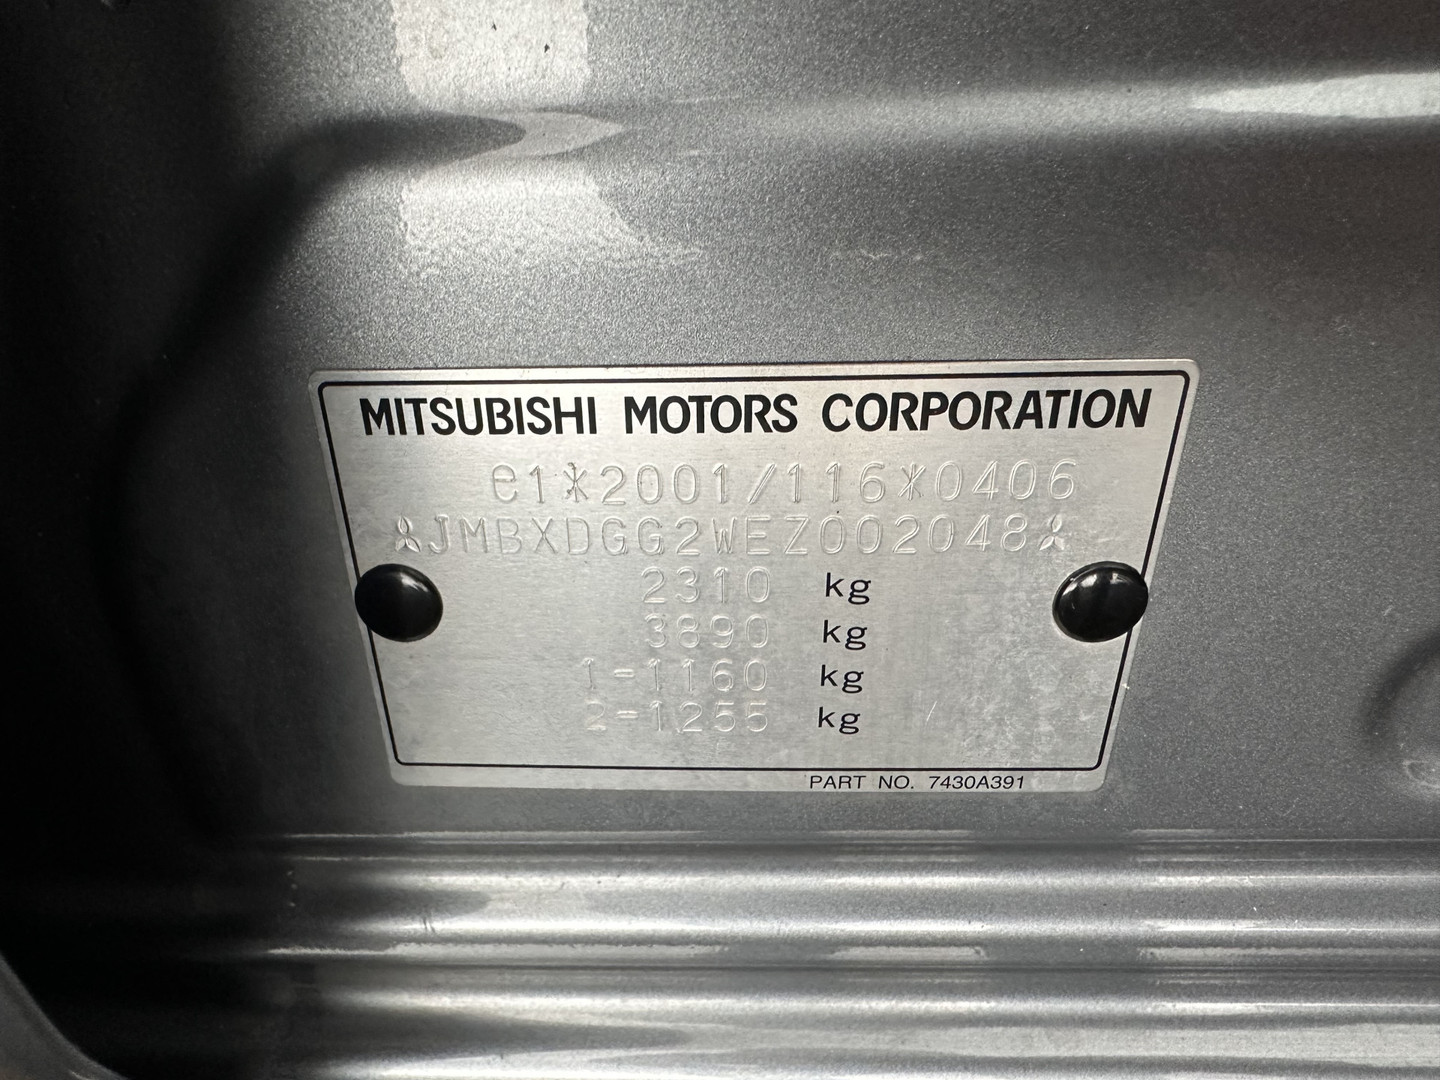 MITSUBISHI MOTORS CORPORATION
e1*2001/116*0406
JMBXDGG2WEZ002048
2310 kg
3890 kg
1-1160 kg
2-1255 kg
PART NO. 7430A391